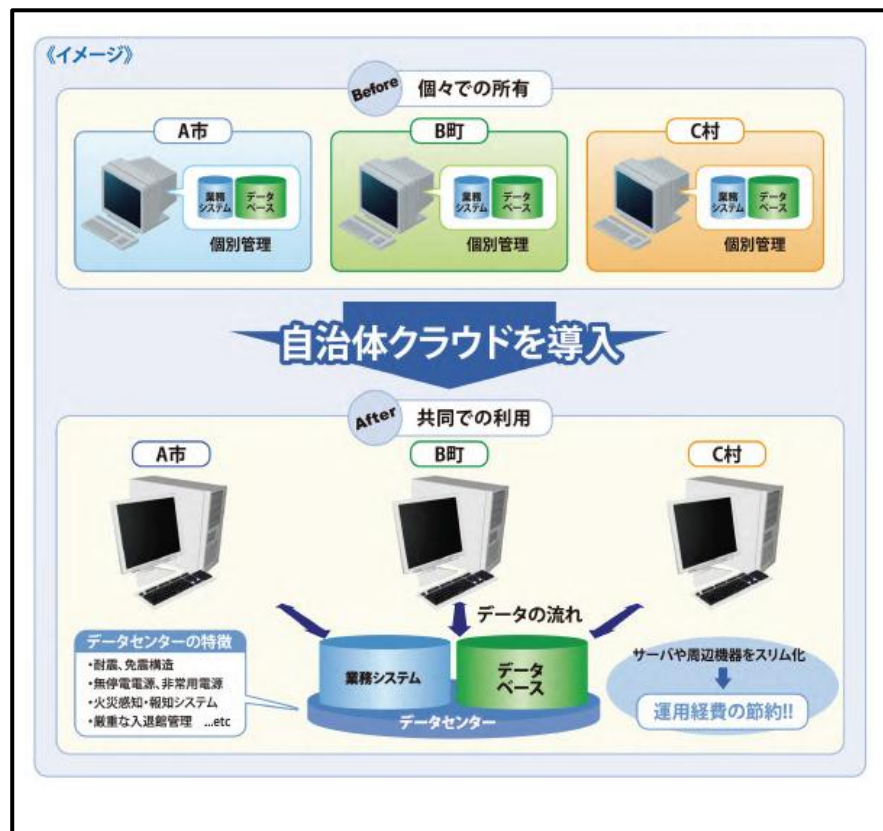 《イメージ》
Before 個々での所有
A市
B町
C村
業務
システム
データ
ベース
個別管理
業務
システム
データ
ベース
個別管理
業務
システム
データ
ベース
個別管理
自治体クラウドを導入
After 共同での利用
A市
B町
C村
データの流れ
データセンターの特徴
・耐震、免震構造
・無停電電源、非常用電源
・火災感知・報知システム
・厳重な入退館管理 ...etc
業務システム
データ
ベース
データセンター
サーバや周辺機器をスリム化
運用経費の節約!!